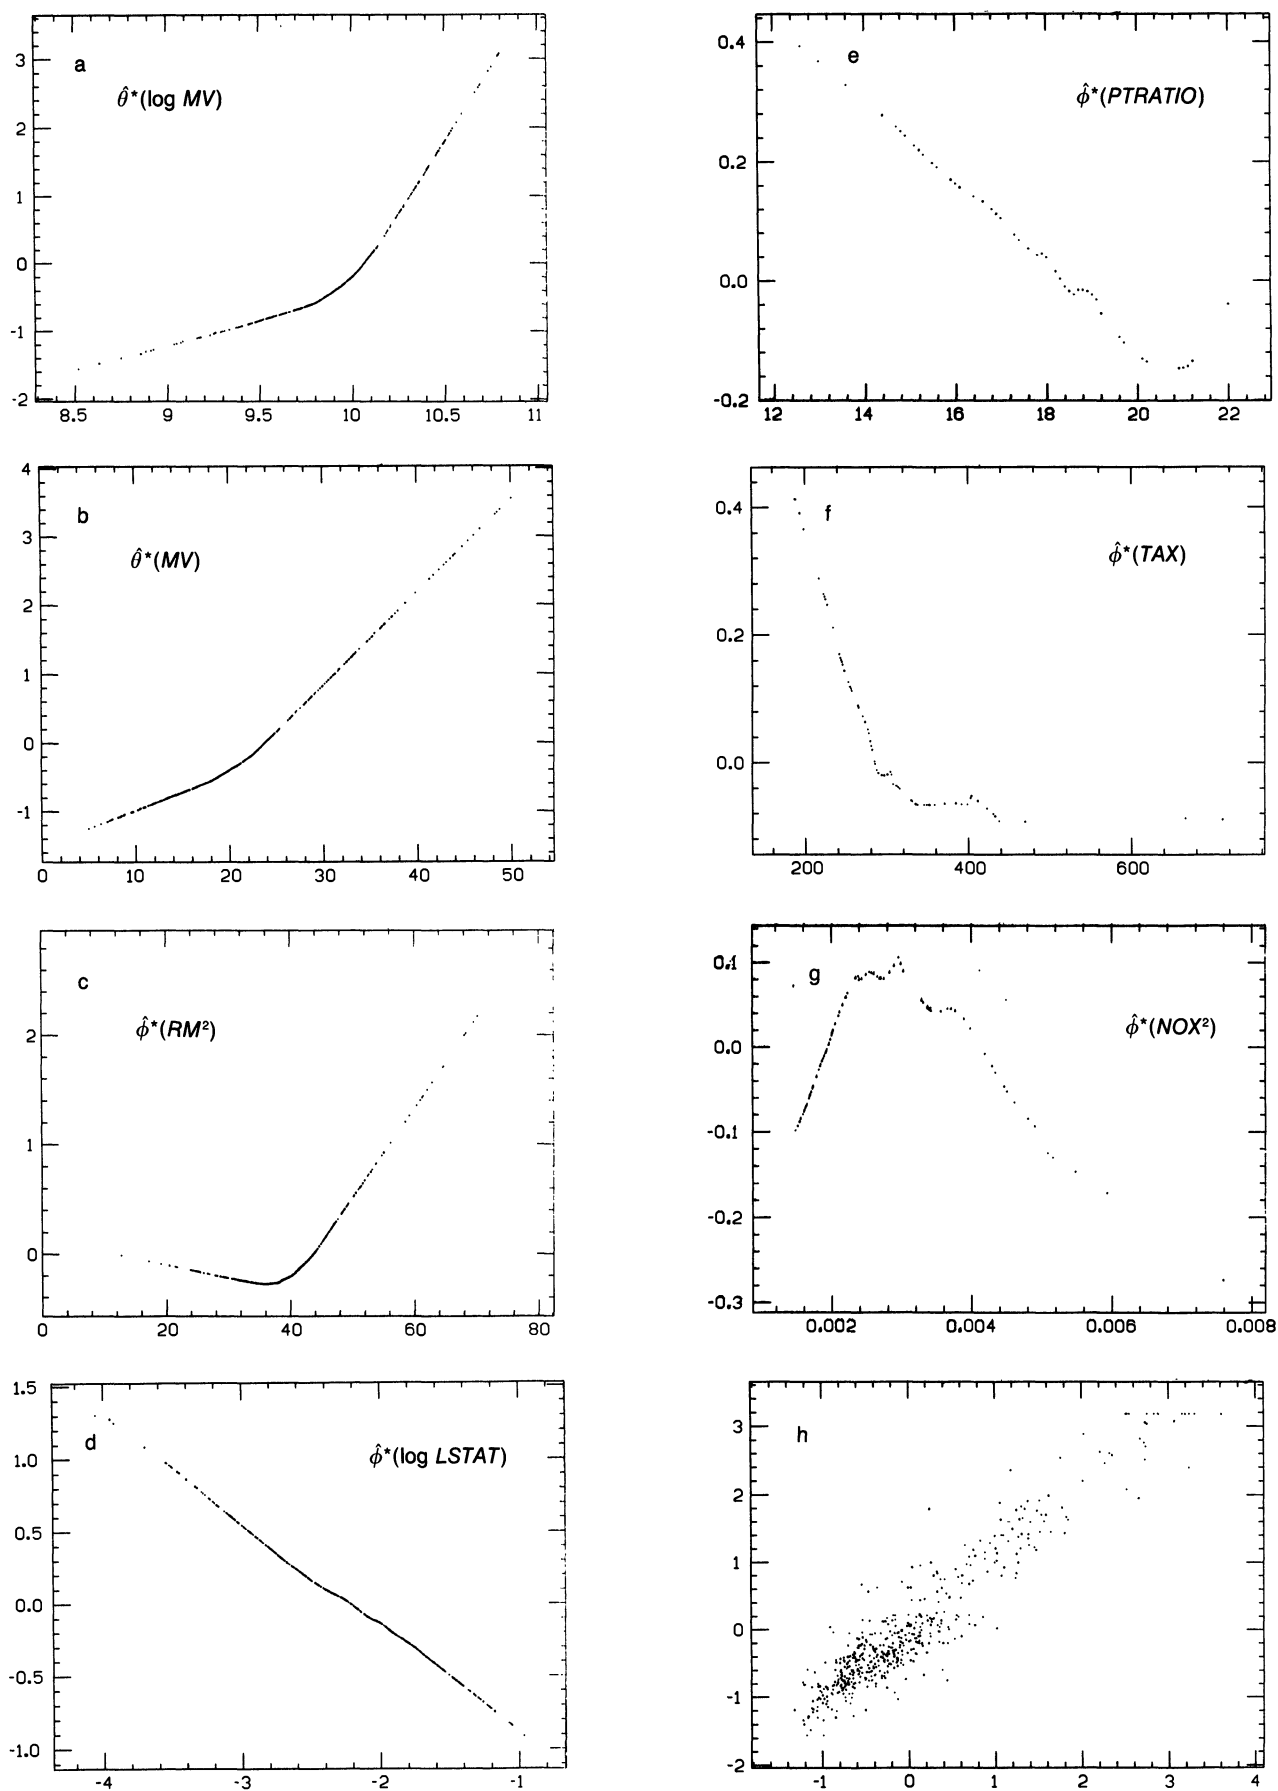 a
θ̂*(log MV)
3
2
1
0
-1
-2
8.5 9 9.5 10 10.5 11
e
φ̂*(PTRATIO)
0.4
0.2
0.0
-0.2
12 14 16 18 20 22
b
θ̂*(MV)
4
3
2
1
0
-1
0 10 20 30 40 50
f
φ̂*(TAX)
0.4
0.2
0.0
200 400 600
c
φ̂*(RM²)
2
1
0
0 20 40 60 80
g
φ̂*(NOX²)
0.1
0.0
-0.1
-0.2
-0.3
0.002 0.004 0.006 0.008
d
φ̂*(log LSTAT)
1.5
1.0
0.5
0.0
-0.5
-1.0
-4 -3 -2 -1
h
3
2
1
0
-1
-2
-1 0 1 2 3 4